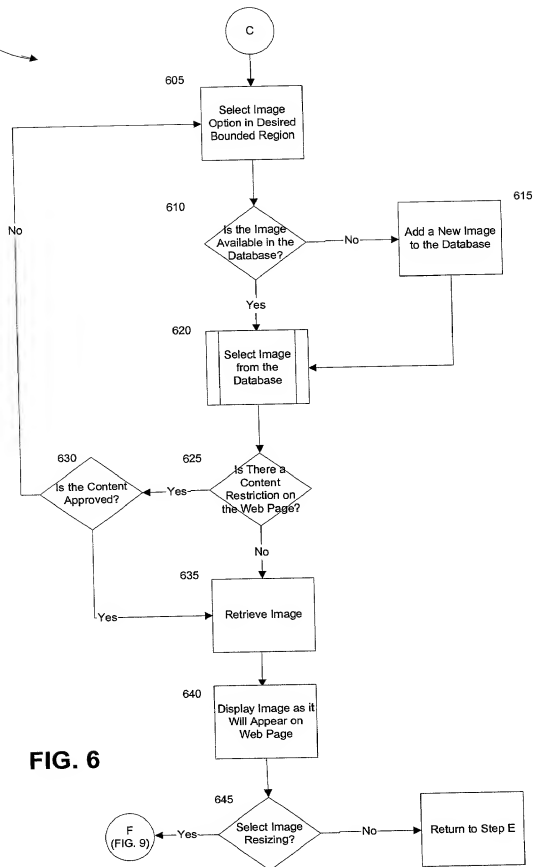 C
605
Select Image
Option in Desired
Bounded Region
No
610
Is the Image
Available in the
Database?
No
615
Add a New Image
to the Database
Yes
620
Select Image
from the
Database
630
Is the Content
Approved?
Yes
625
Is There a
Content
Restriction on
the Web Page?
No
635
Yes
Retrieve Image
640
Display Image as it
Will Appear on
Web Page
FIG. 6
645
F
(FIG. 9)
Yes
Select Image
Resizing?
No
Return to Step E